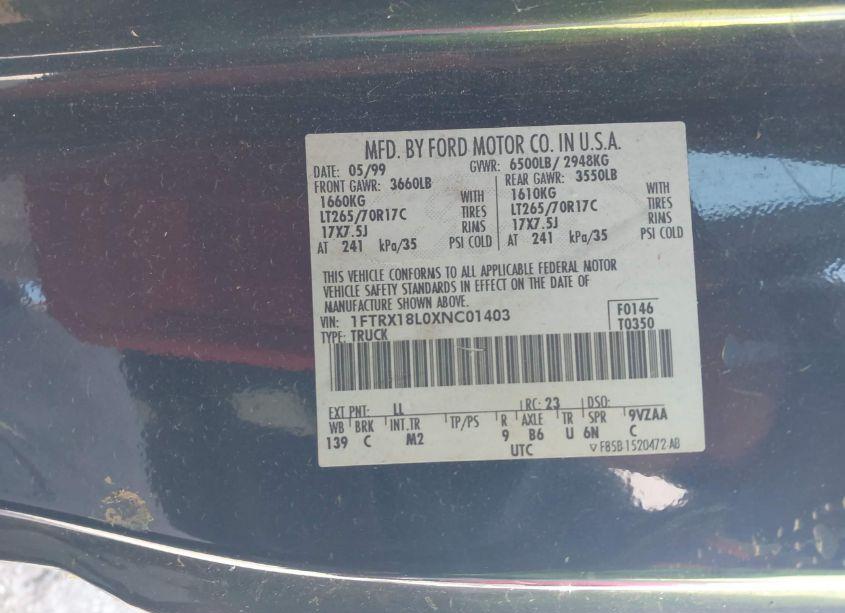 MFD. BY FORD MOTOR CO. IN U.S.A.
DATE: 05/99 GVWR: 6500LB/ 2948KG
FRONT GAWR: 3660LB REAR GAWR: 3550LB
1660KG WITH 1610KG WITH
LT265/70R17C TIRES LT265/70R17C TIRES
17X7.5J RIMS 17X7.5J RIMS
AT 241 kPa/35 PSI COLD AT 241 kPa/35 PSI COLD
THIS VEHICLE CONFORMS TO ALL APPLICABLE FEDERAL MOTOR
VEHICLE SAFETY STANDARDS IN EFFECT ON THE DATE OF
MANUFACTURE SHOWN ABOVE.
VIN: 1FTRX18L0XNC01403 F0146
TYPE: TRUCK T0350
EXT PNT: LL RC: 23 DSO:
WB BRK INT.TR TP/PS R AXLE TR SPR 9VZAA
139 C M2 9 B6 U 6N C
UTC F85B-1520472-AB